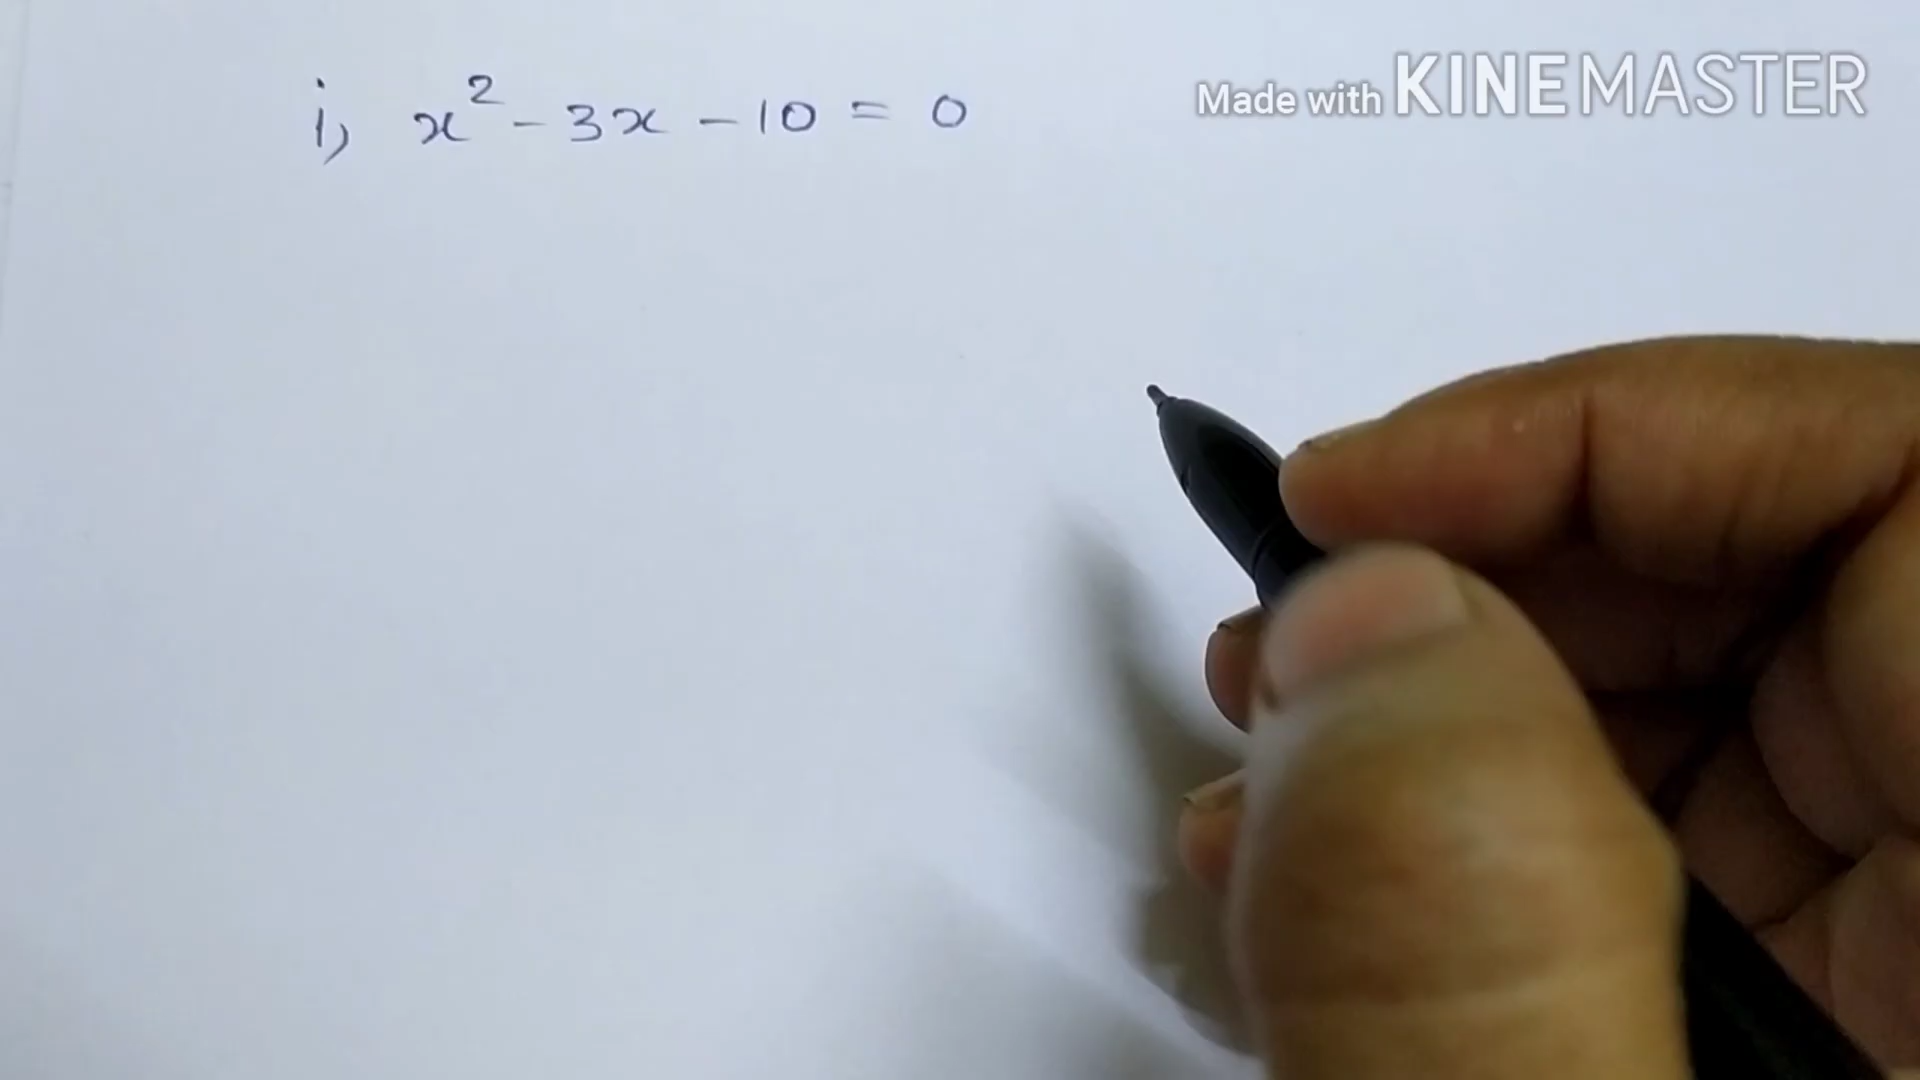 i, x² - 3x - 10 = 0
Made with KINEMASTER